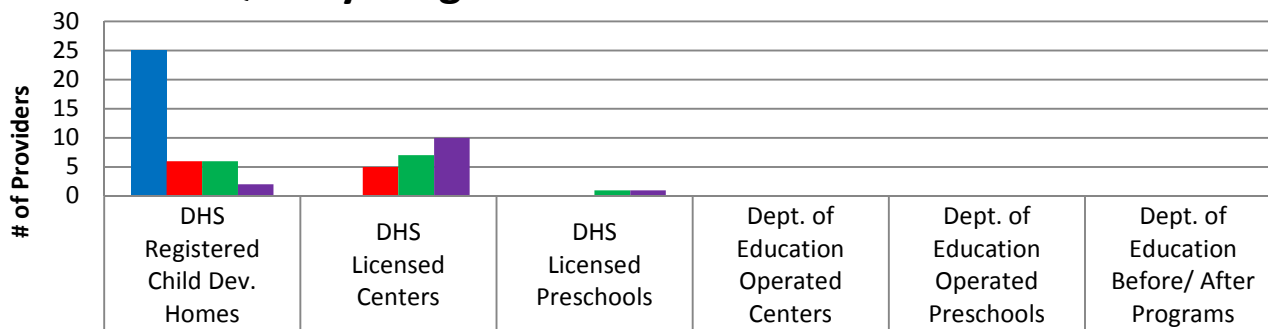 30
25
20
15
10
5
0
# of Providers
DHS
Registered
Child Dev.
Homes
DHS
Licensed
Centers
DHS
Licensed
Preschools
Dept. of
Education
Operated
Centers
Dept. of
Education
Operated
Preschools
Dept. of
Education
Before/ After
Programs